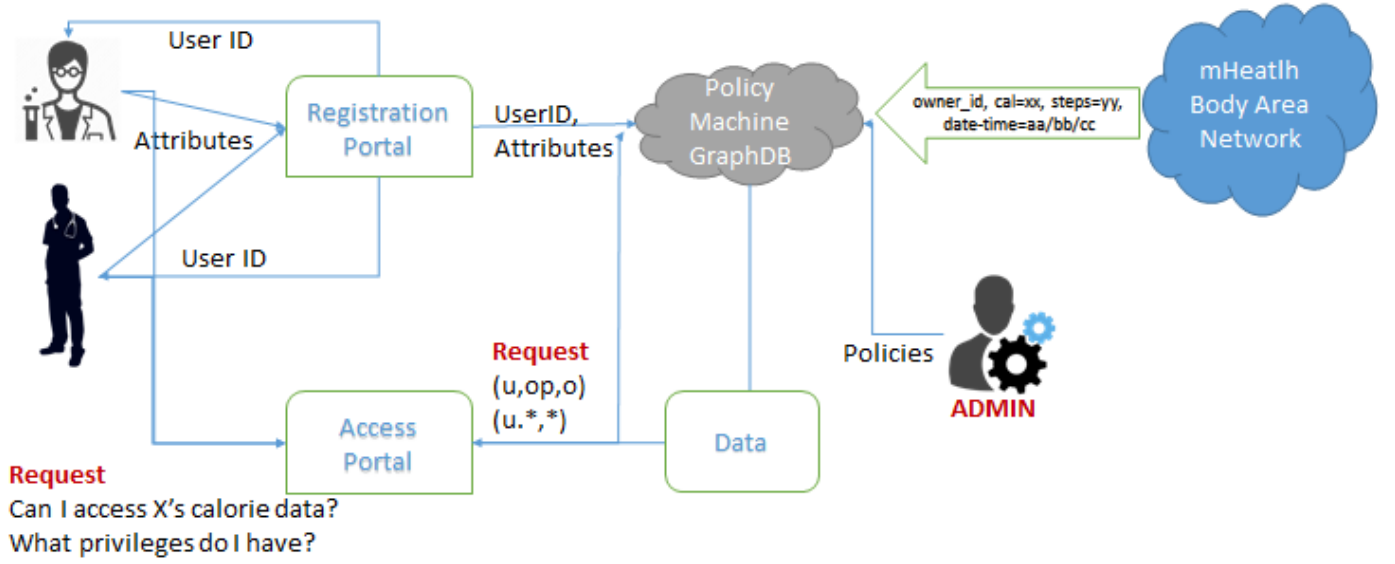 User ID
Registration
Portal
Attributes
UserID,
Attributes
Policy
Machine
GraphDB
owner_id, cal=xx, steps=yy,
date-time=aa/bb/cc
mHeatlh
Body Area
Network
User ID
Request
(u,op,o)
(u.*,*)
Policies
ADMIN
Access
Portal
Data
Request
Can I access X's calorie data?
What privileges do I have?